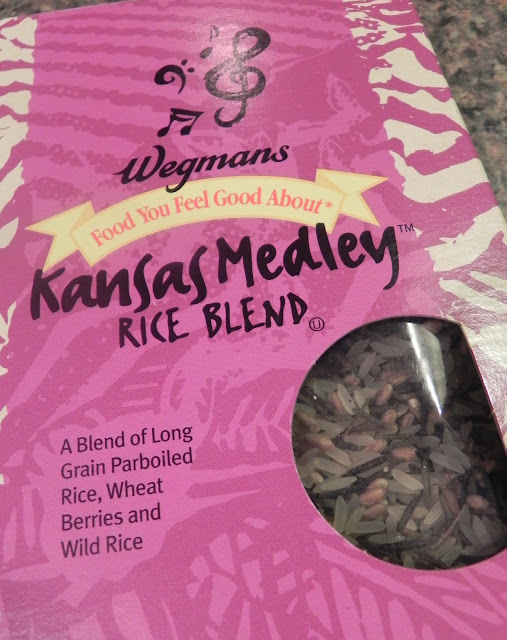 Wegmans
Food You Feel Good About®
Kansas Medley™
RICE BLEND Ⓤ
A Blend of Long
Grain Parboiled
Rice, Wheat
Berries and
Wild Rice